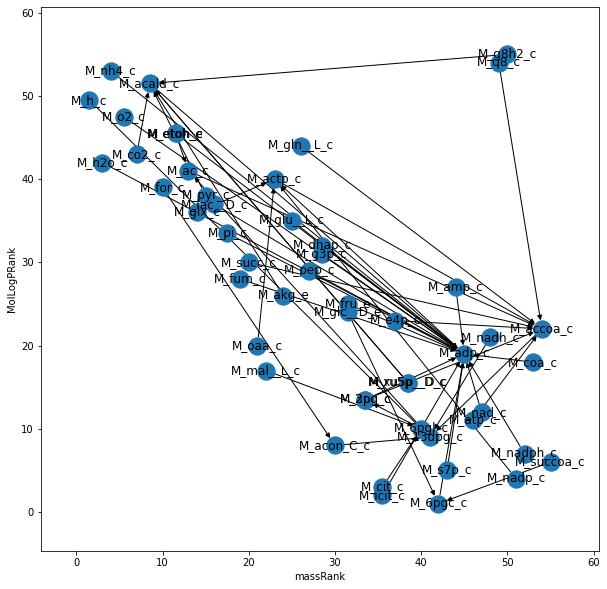 60
50
40
30
20
10
0
MolLogPRank
M_q8h2_c
M_q8_c
M_nh4_c
M_acald_c
M_h_c
M_o2_c
M_etoh_e
M_gln__L_c
M_co2_c
M_h2o_c
M_ac_c
M_actp_c
M_for_c
M_pyr_c
M_lac__D_c
M_glx_c
M_glu__L_c
M_pi_c
M_dhap_c
M_g3p_c
M_succ_c
M_pep_c
M_fum_c
M_amp_c
M_akg_e
M_fru_e
M_glc__D_e
M_e4p_c
M_accoa_c
M_nadh_c
M_oaa_c
M_adp_c
M_coa_c
M_mal__L_c
M_ru5p__D_c
M_2pg_c
M_nad_c
M_atp_c
M_6pgl_c
M_13dpg_c
M_acon_C_c
M_nadph_c
M_succoa_c
M_s7p_c
M_nadp_c
M_cit_c
M_icit_c
M_6pgc_c
0
10
20
30
40
50
60
massRank